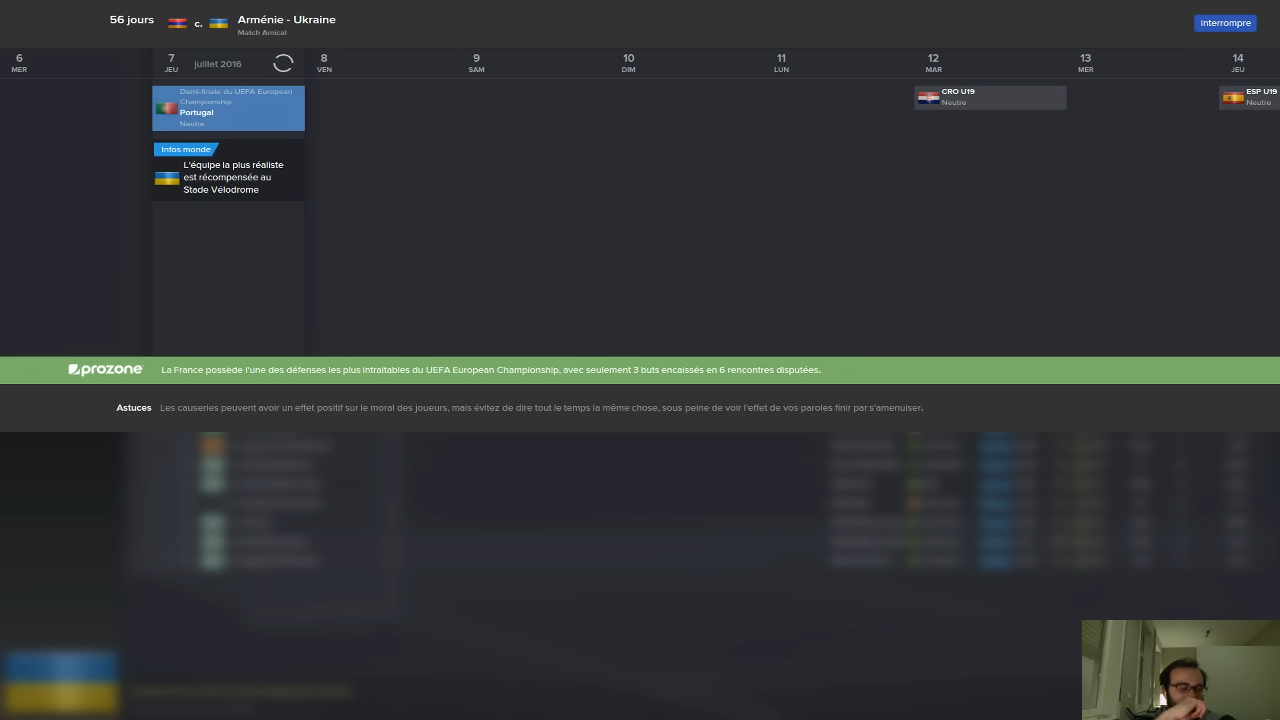 56 jours
c.
Arménie - Ukraine
Match Amical
Interrompre
6
MER
7
JEU
juillet 2016
8
VEN
9
SAM
10
DIM
11
LUN
12
MAR
13
MER
14
JEU
Demi-finale du UEFA European
Championship
Portugal
Neutre
CRO U19
Neutre
ESP U19
Neutre
Infos monde
L'équipe la plus réaliste
est récompensée au
Stade Vélodrome
prozone
La France possède l'une des défenses les plus intraitables du UEFA European Championship, avec seulement 3 buts encaissés en 6 rencontres disputées.
Astuces Les causeries peuvent avoir un effet positif sur le moral des joueurs, mais évitez de dire tout le temps la même chose, sous peine de voir l'effet de vos paroles finir par s'amenuiser.